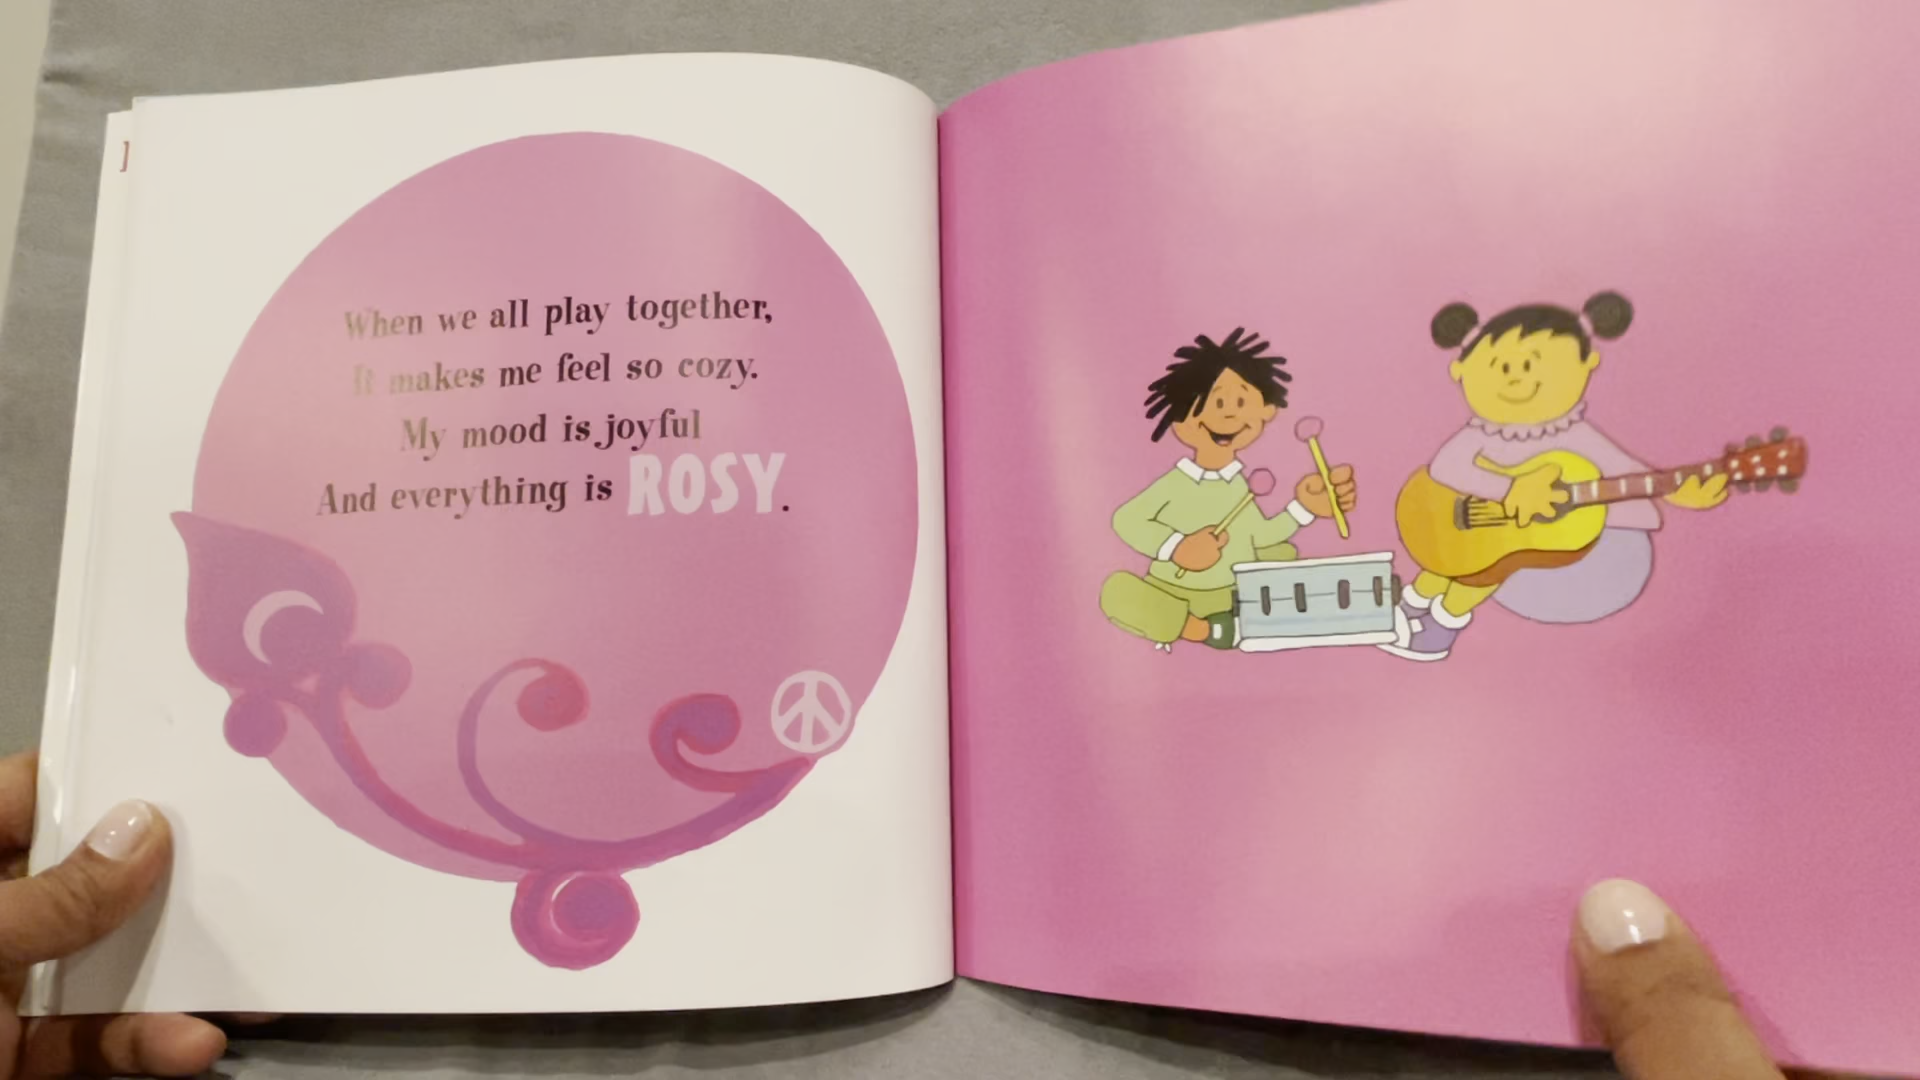 When we all play together,
It makes me feel so cozy.
My mood is joyful
And everything is ROSY.